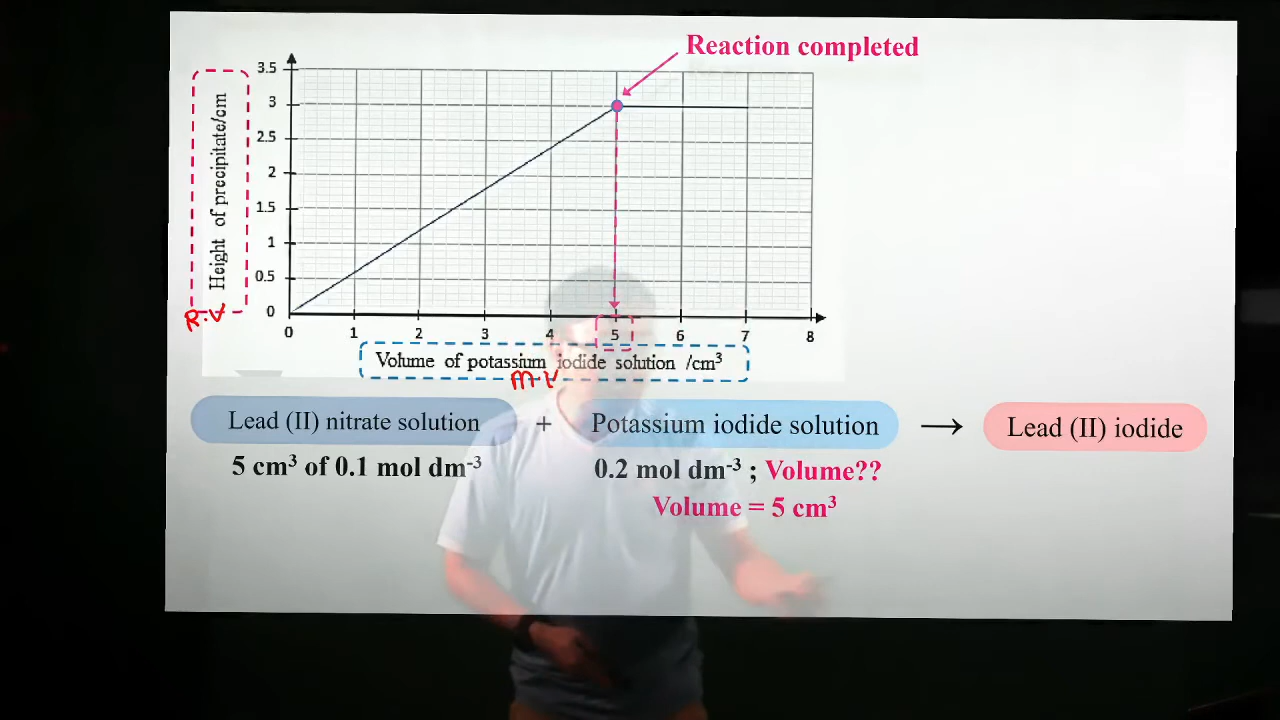 Reaction completed
3.5
3
2.5
2
1.5
1
0.5
0
Height of precipitate/cm
R.V
0 1 2 3 4 5 6 7 8
Volume of potassium iodide solution /cm³
M.V
Lead (II) nitrate solution + Potassium iodide solution → Lead (II) iodide
5 cm³ of 0.1 mol dm⁻³
0.2 mol dm⁻³ ; Volume??
Volume = 5 cm³